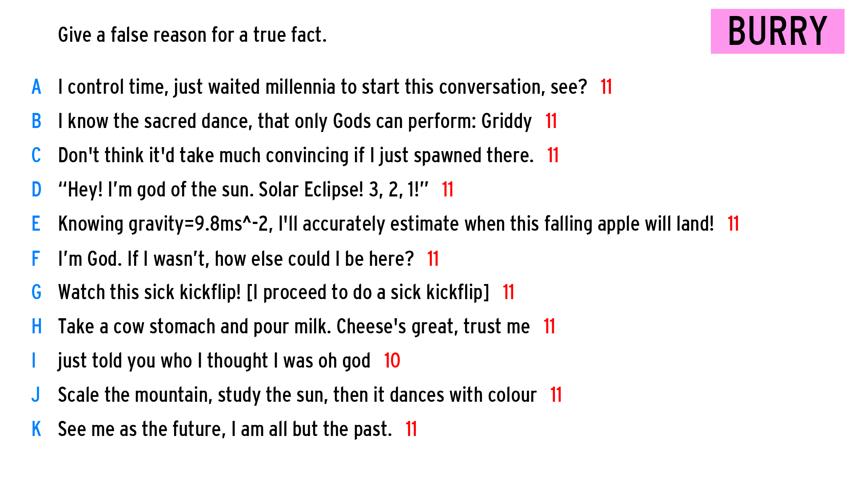 Give a false reason for a true fact.
BURRY
A I control time, just waited millennia to start this conversation, see? 11
B I know the sacred dance, that only Gods can perform: Griddy 11
C Don't think it'd take much convincing if I just spawned there. 11
D “Hey! I’m god of the sun. Solar Eclipse! 3, 2, 1!” 11
E Knowing gravity=9.8ms^-2, I'll accurately estimate when this falling apple will land! 11
F I’m God. If I wasn’t, how else could I be here? 11
G Watch this sick kickflip! [I proceed to do a sick kickflip] 11
H Take a cow stomach and pour milk. Cheese's great, trust me 11
I just told you who I thought I was oh god 10
J Scale the mountain, study the sun, then it dances with colour 11
K See me as the future, I am all but the past. 11